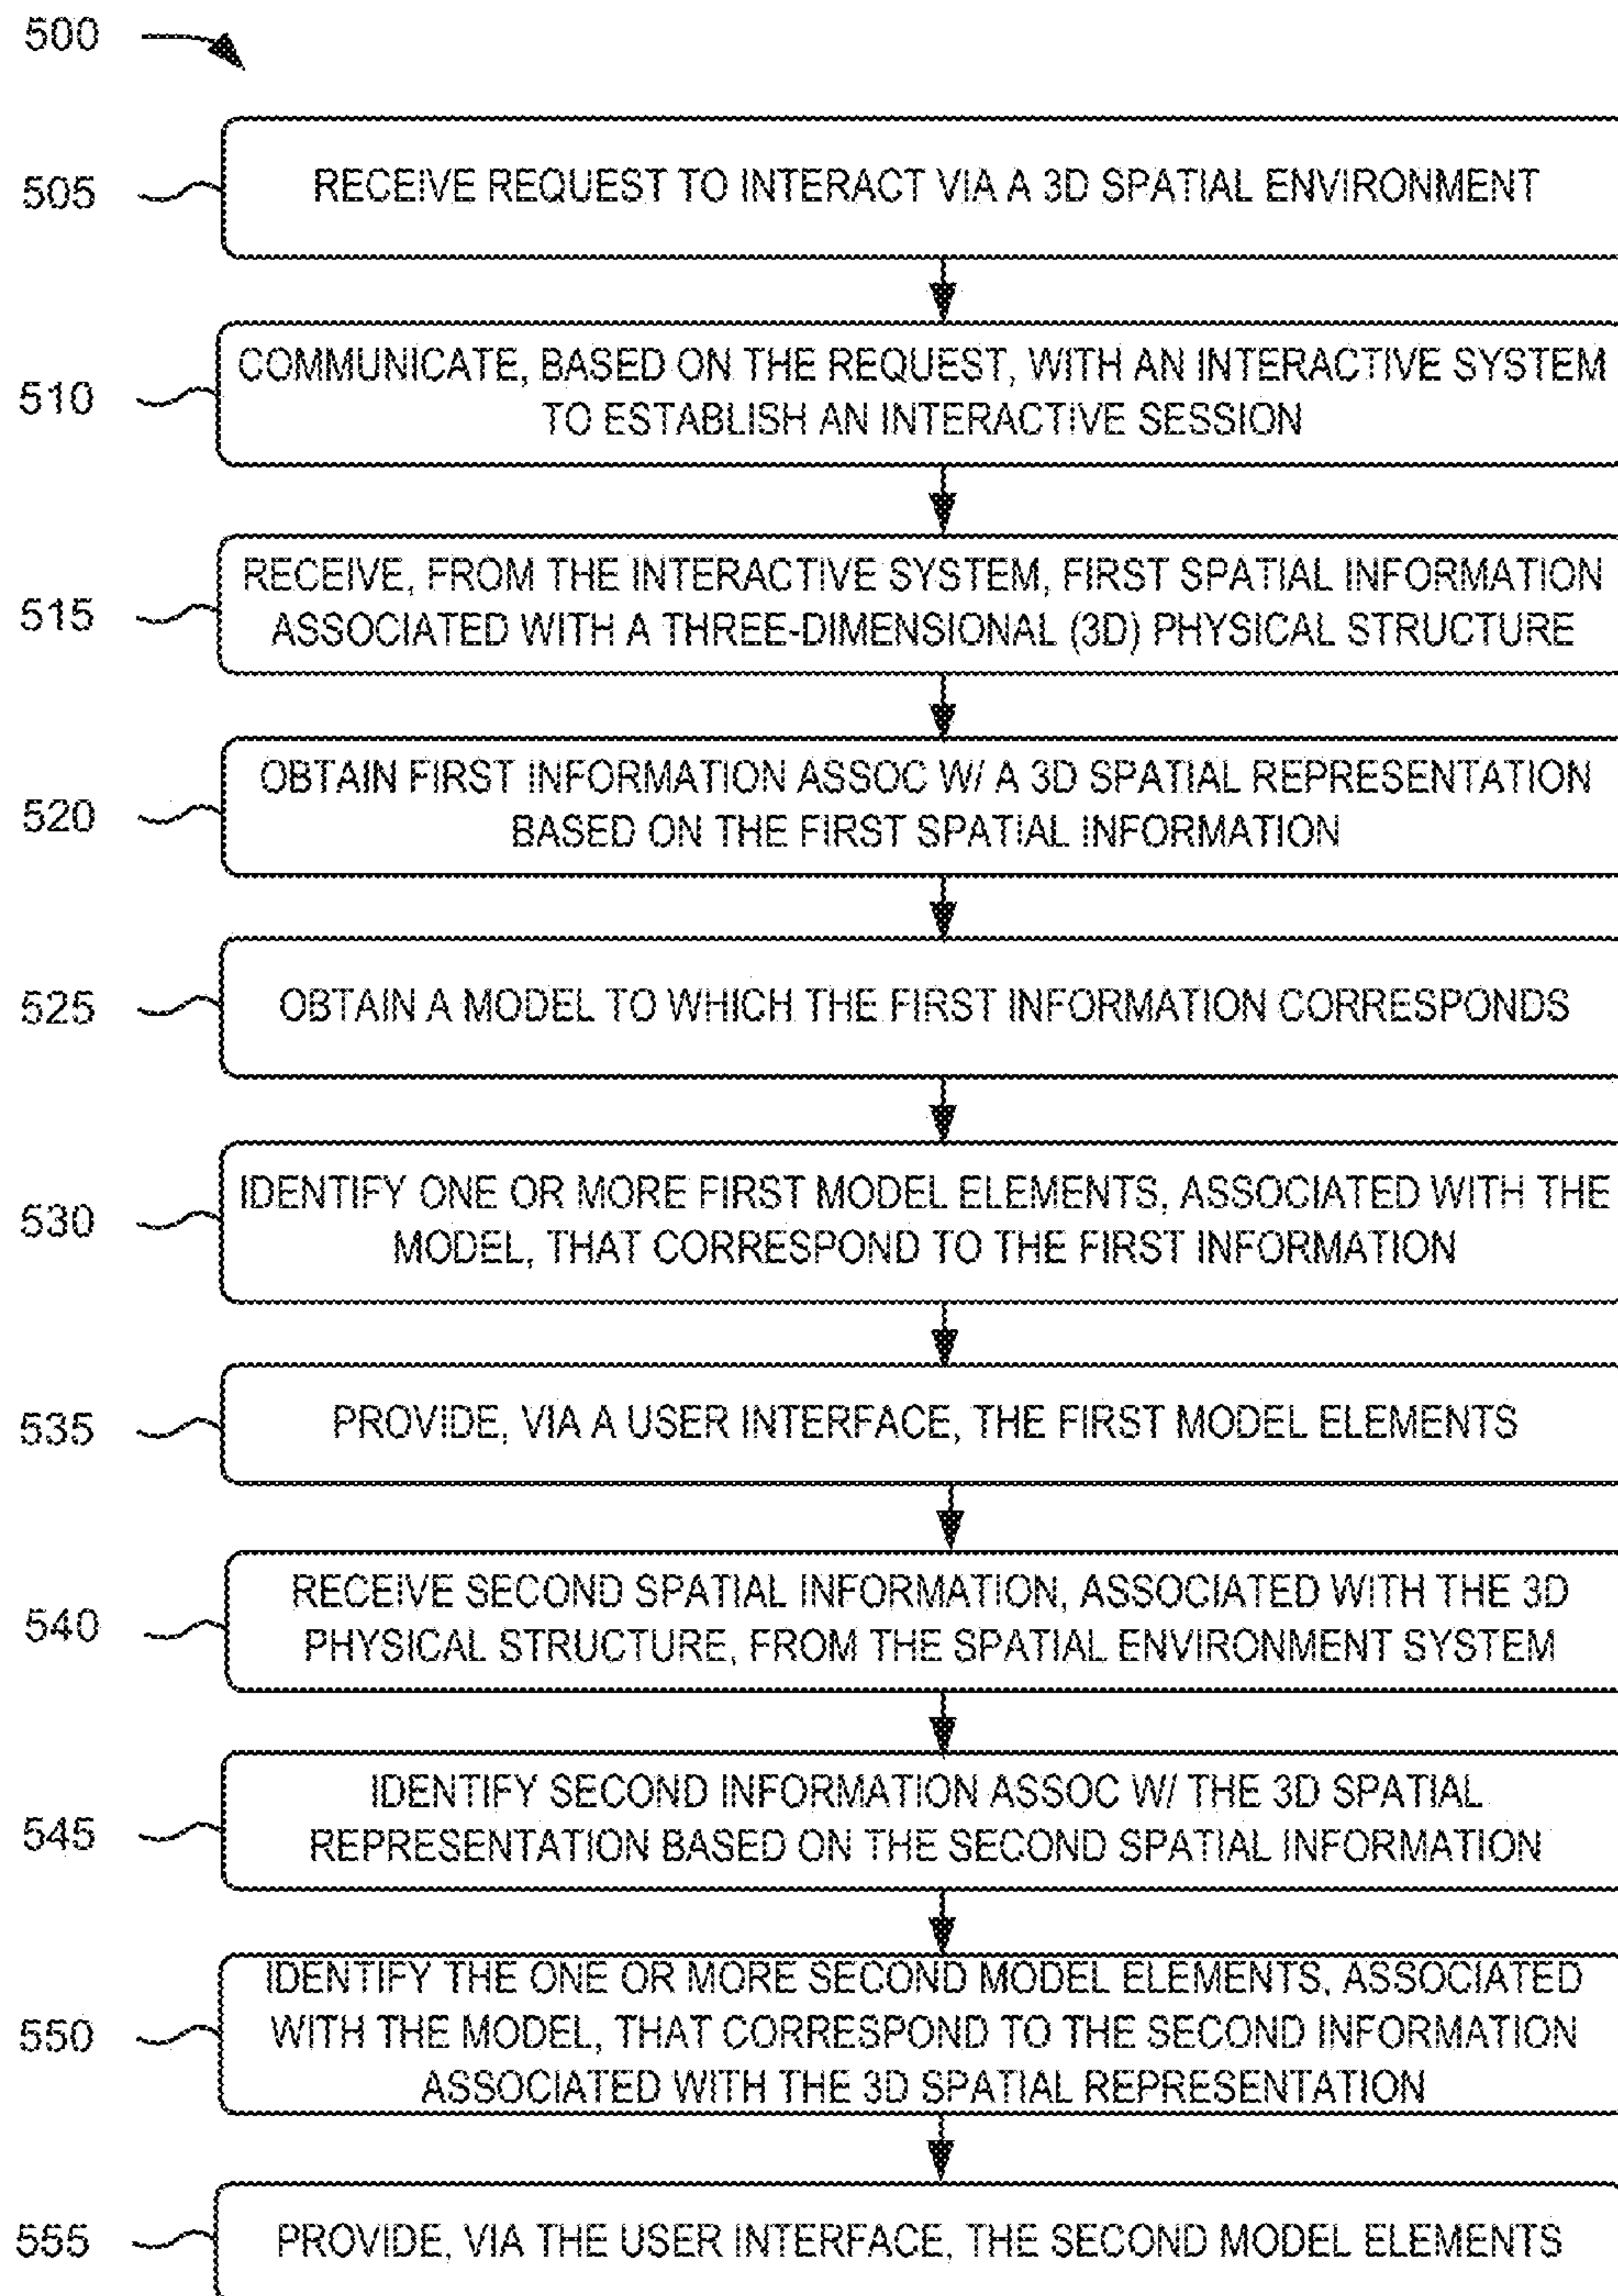 500
505
RECEIVE REQUEST TO INTERACT VIA A 3D SPATIAL ENVIRONMENT
510
COMMUNICATE, BASED ON THE REQUEST, WITH AN INTERACTIVE SYSTEM
TO ESTABLISH AN INTERACTIVE SESSION
515
RECEIVE, FROM THE INTERACTIVE SYSTEM, FIRST SPATIAL INFORMATION
ASSOCIATED WITH A THREE-DIMENSIONAL (3D) PHYSICAL STRUCTURE
520
OBTAIN FIRST INFORMATION ASSOC W/ A 3D SPATIAL REPRESENTATION
BASED ON THE FIRST SPATIAL INFORMATION
525
OBTAIN A MODEL TO WHICH THE FIRST INFORMATION CORRESPONDS
530
IDENTIFY ONE OR MORE FIRST MODEL ELEMENTS, ASSOCIATED WITH THE
MODEL, THAT CORRESPOND TO THE FIRST INFORMATION
535
PROVIDE, VIA A USER INTERFACE, THE FIRST MODEL ELEMENTS
540
RECEIVE SECOND SPATIAL INFORMATION, ASSOCIATED WITH THE 3D
PHYSICAL STRUCTURE, FROM THE SPATIAL ENVIRONMENT SYSTEM
545
IDENTIFY SECOND INFORMATION ASSOC W/ THE 3D SPATIAL
REPRESENTATION BASED ON THE SECOND SPATIAL INFORMATION
550
IDENTIFY THE ONE OR MORE SECOND MODEL ELEMENTS, ASSOCIATED
WITH THE MODEL, THAT CORRESPOND TO THE SECOND INFORMATION
ASSOCIATED WITH THE 3D SPATIAL REPRESENTATION
555
PROVIDE, VIA THE USER INTERFACE, THE SECOND MODEL ELEMENTS